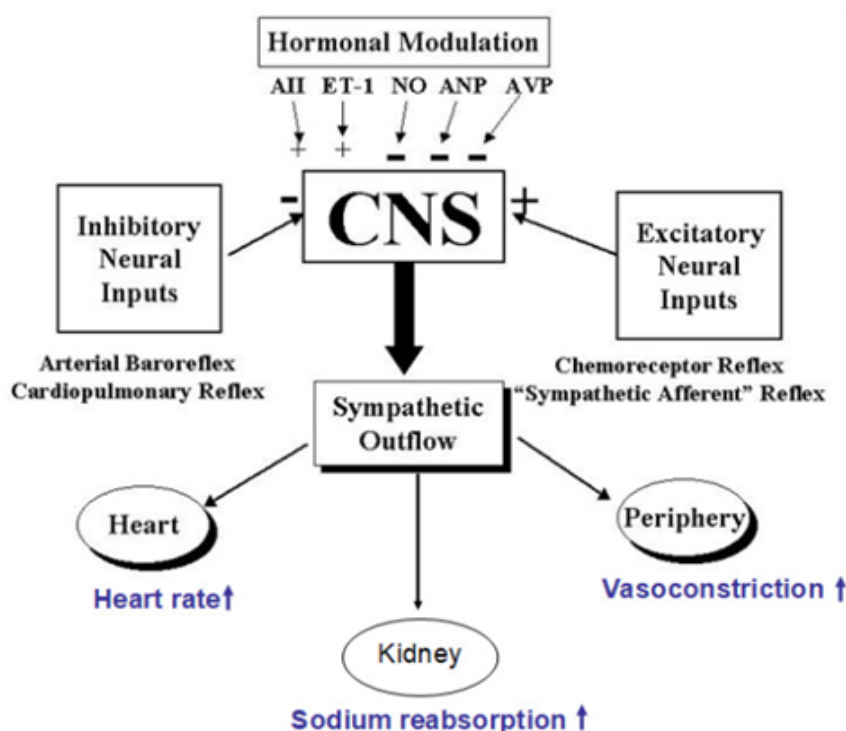 Hormonal Modulation
AII ET-1 NO ANP AVP
+ + - - -
- CNS +
Inhibitory
Neural
Inputs
Excitatory
Neural
Inputs
Arterial Baroreflex
Cardiopulmonary Reflex
Chemoreceptor Reflex
“Sympathetic Afferent” Reflex
Sympathetic
Outflow
Heart
Heart rate↑
Periphery
Vasoconstriction ↑
Kidney
Sodium reabsorption ↑